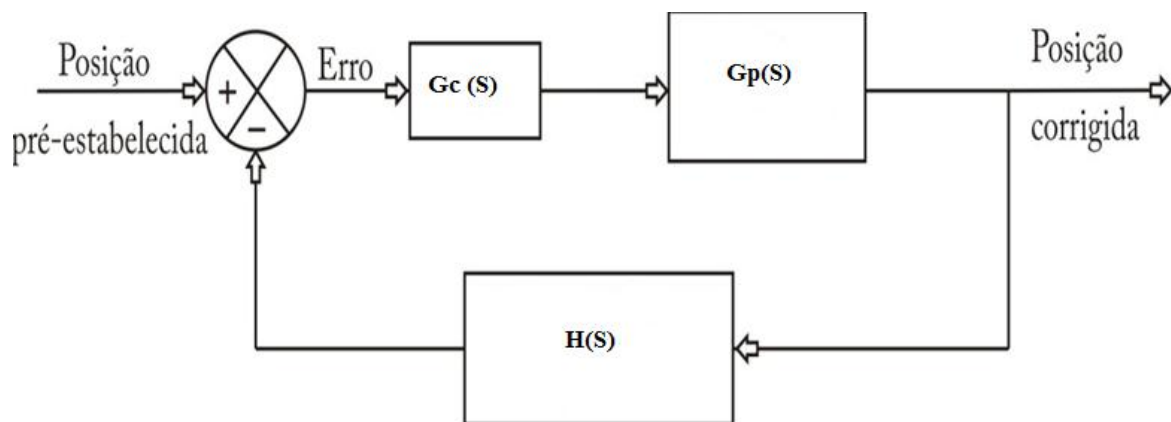 Posição
pré-estabelecida
+
−
Erro
Gc (S)
Gp(S)
Posição
corrigida
H(S)